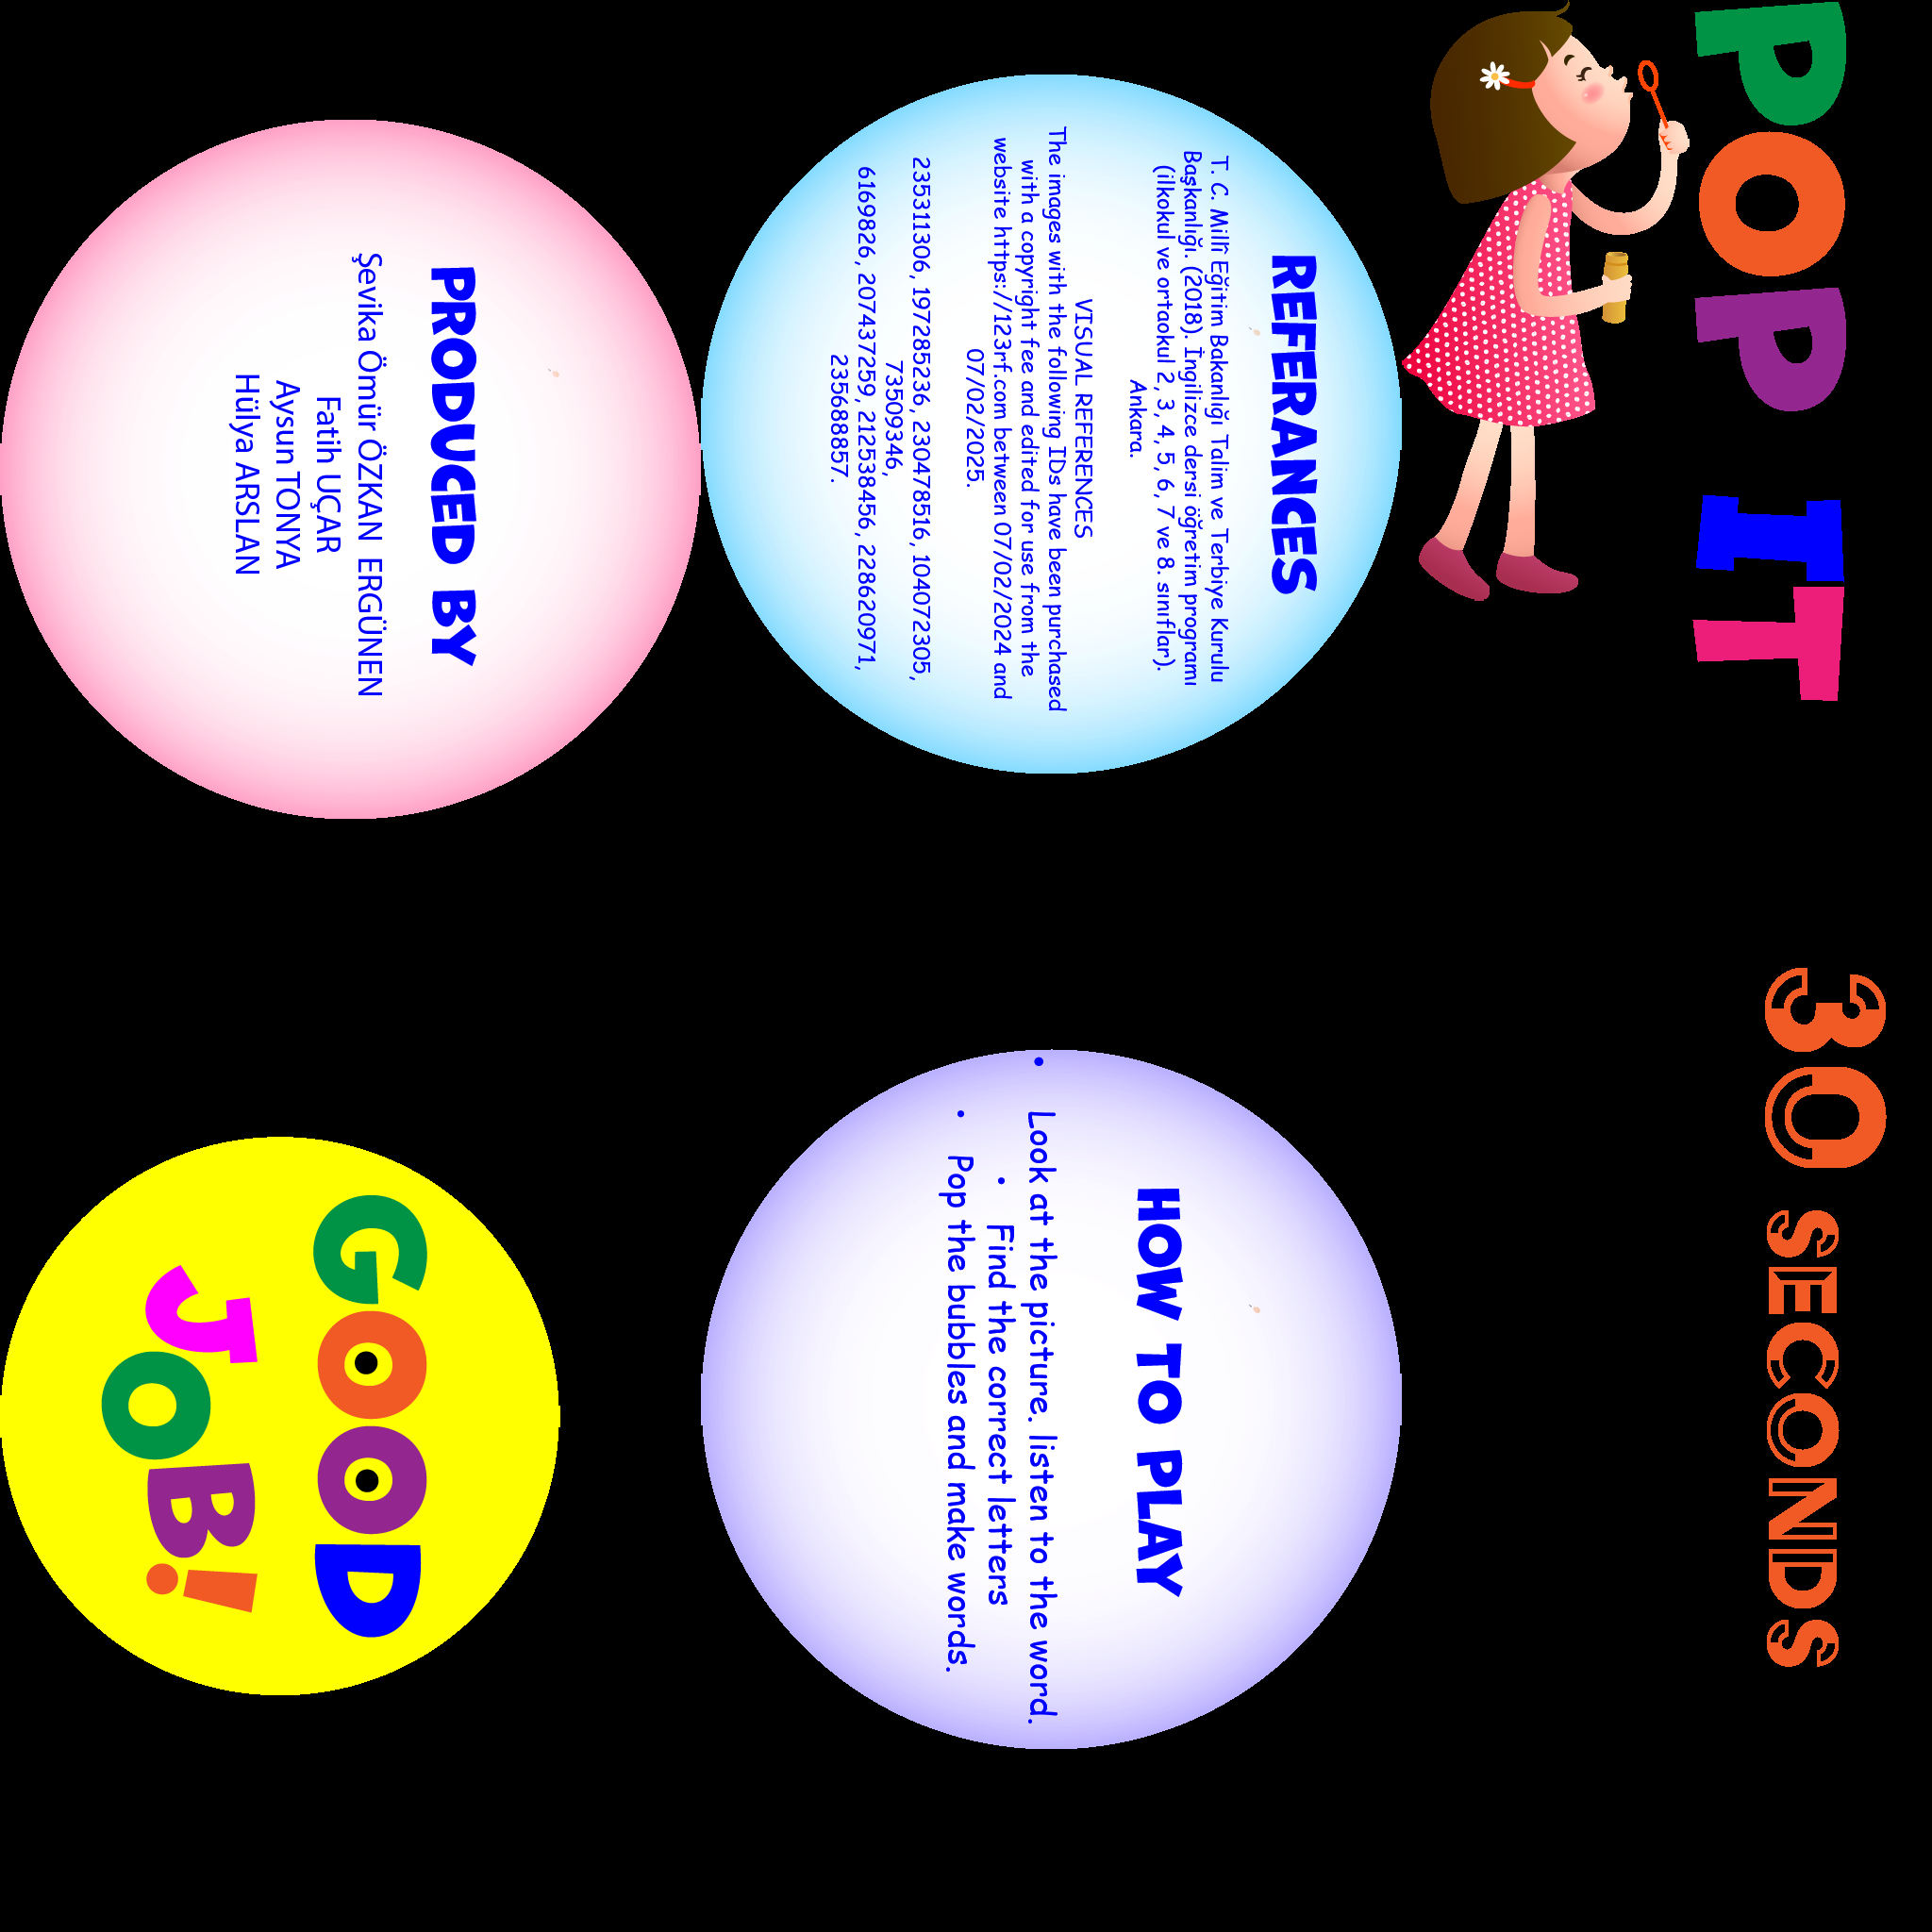 POP IT
30 SECONDS
REFERANCES
T. C. Millî Eğitim Bakanlığı Talim ve Terbiye Kurulu
Başkanlığı. (2018). İngilizce dersi öğretim programı
(ilkokul ve ortaokul 2, 3, 4, 5, 6, 7 ve 8. sınıflar).
Ankara.
VISUAL REFERENCES
The images with the following IDs have been purchased
with a copyright fee and edited for use from the
website https://123rf.com between 07/02/2024 and
07/02/2025.
235311306, 197285236, 230478516, 104072305,
73509346,
6169826, 207437259, 212538456, 228620971,
235688857.
HOW TO PLAY
• Look at the picture. listen to the word.
• Find the correct letters
• Pop the bubbles and make words.
PRODUCED BY
Şevika Ömür ÖZKAN ERGÜNEN
Fatih UÇAR
Aysun TONYA
Hülya ARSLAN
GOOD
JOB!